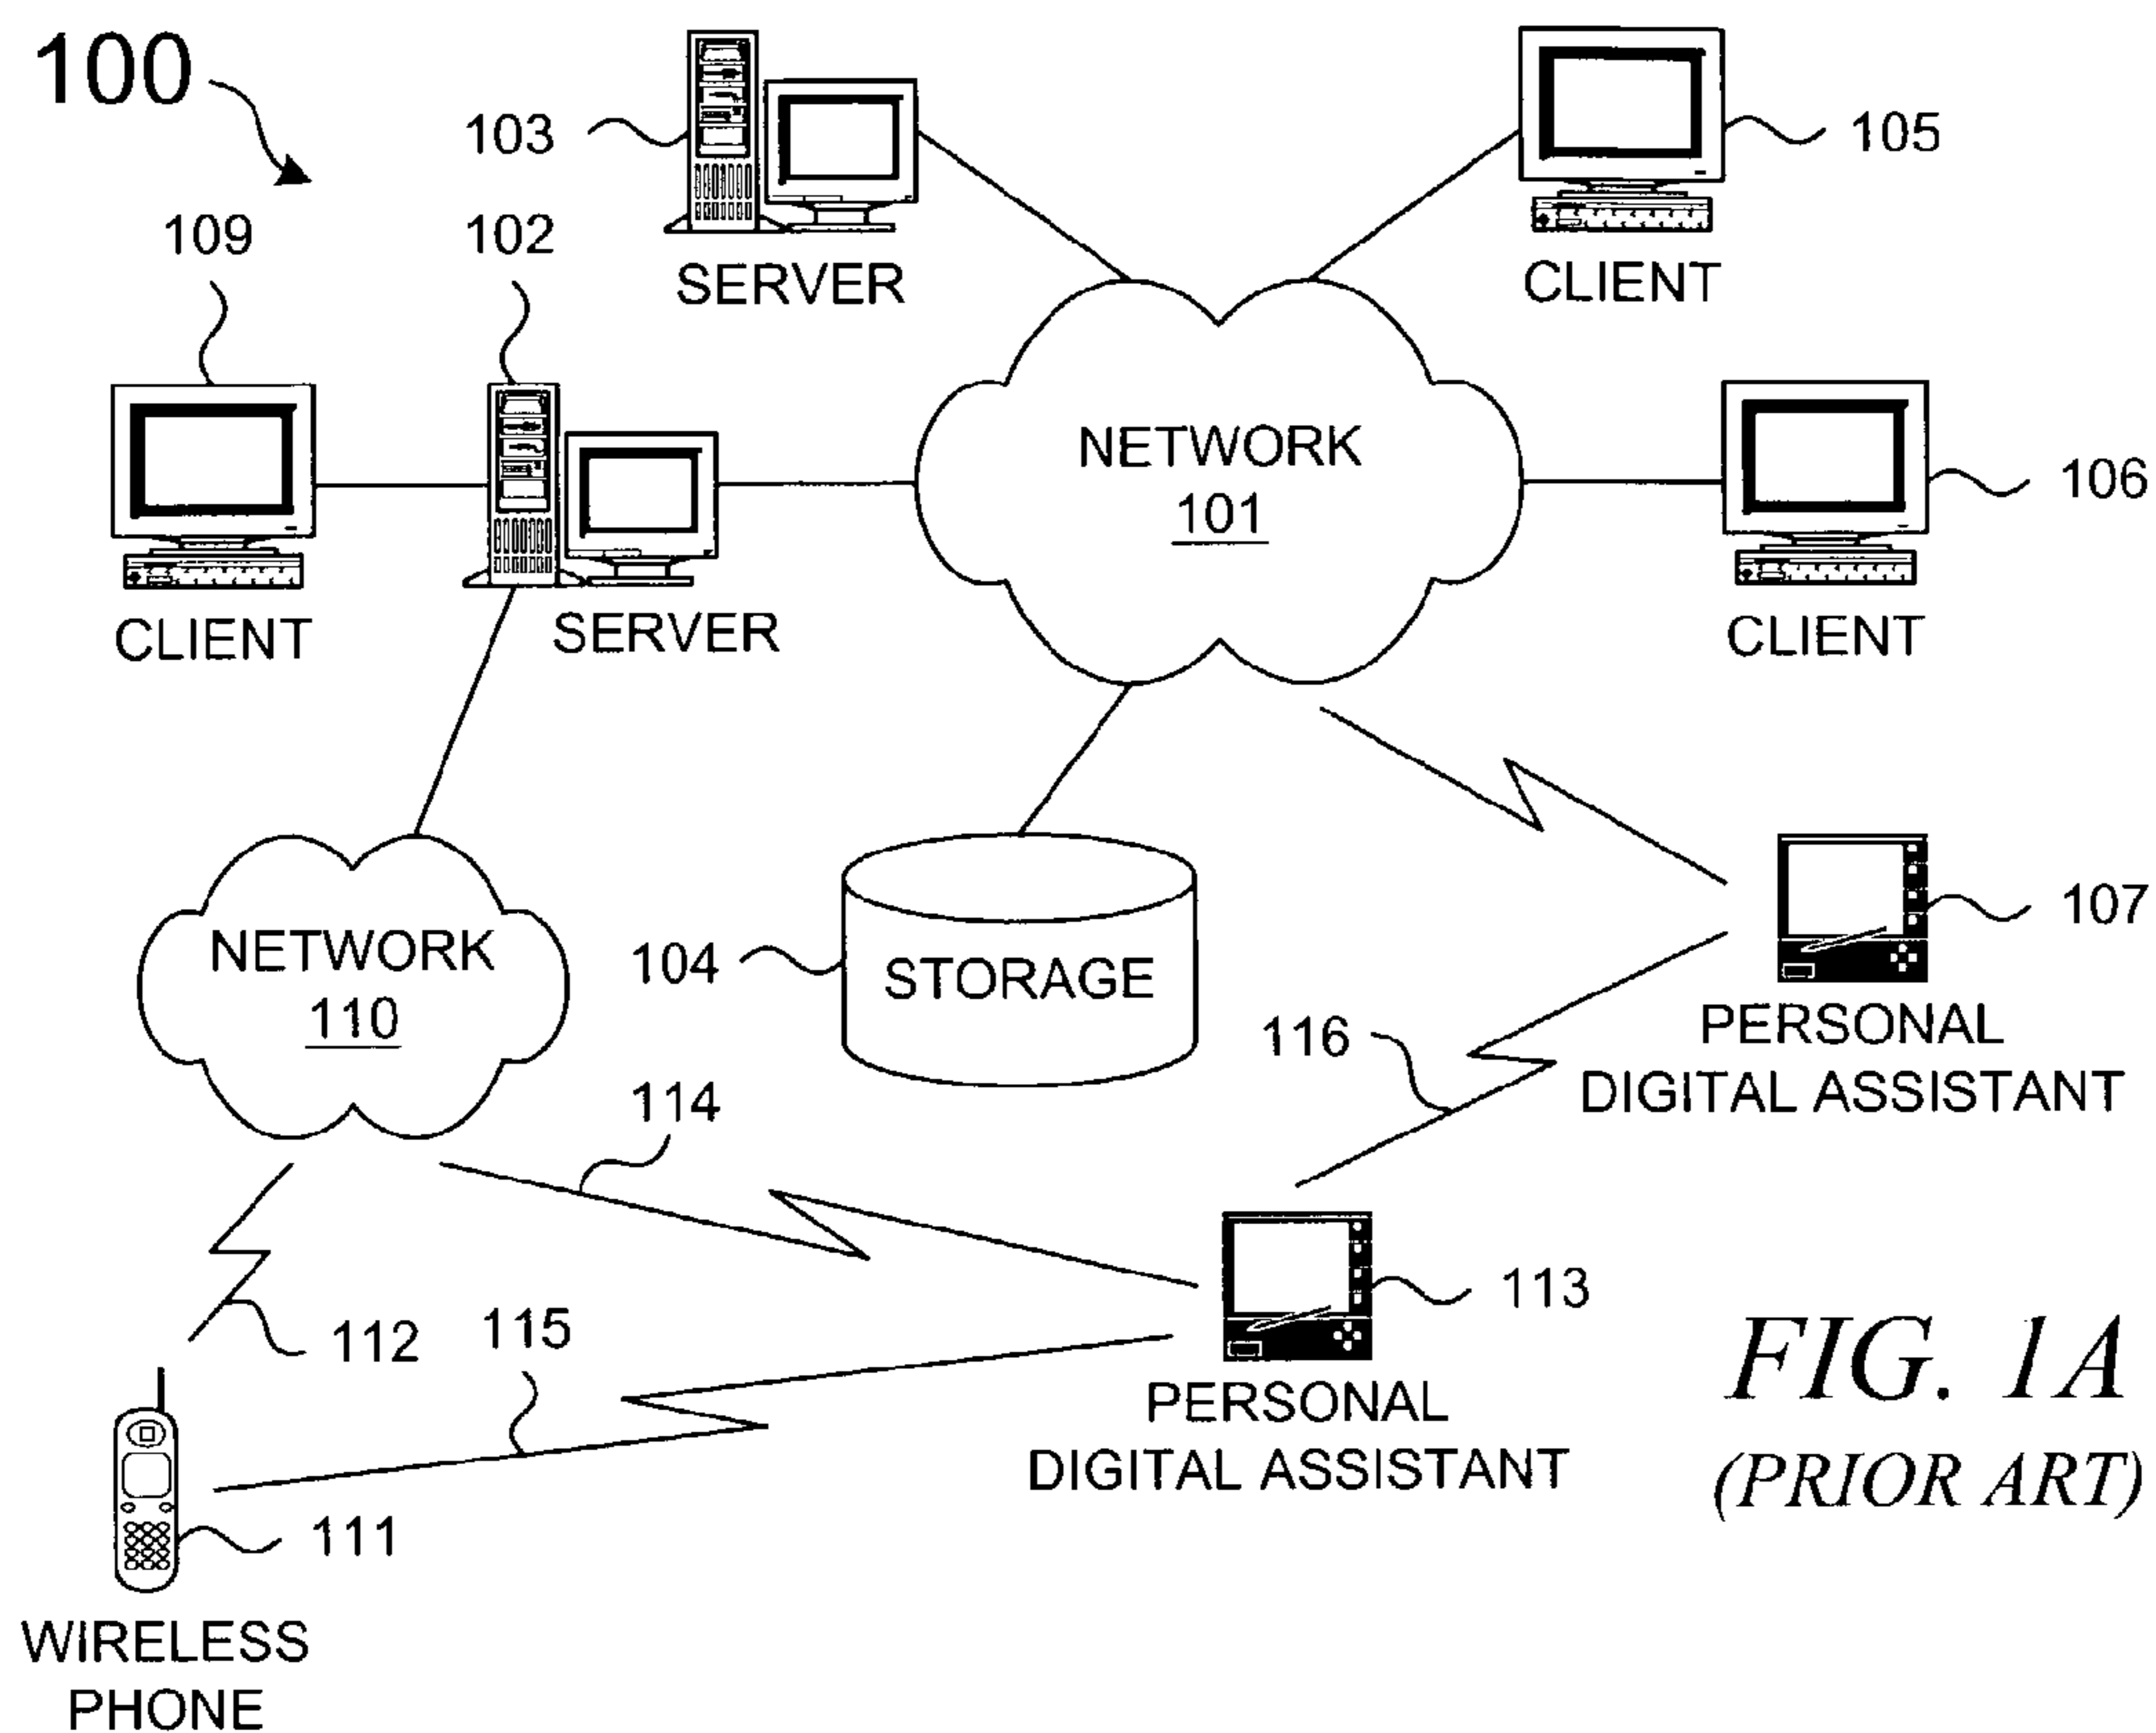 100
103
105
109
102
SERVER
CLIENT
NETWORK
101
106
CLIENT
SERVER
CLIENT
107
NETWORK
110
104
STORAGE
116
PERSONAL
DIGITAL ASSISTANT
114
113
112
115
FIG. 1A
(PRIOR ART)
PERSONAL
DIGITAL ASSISTANT
111
WIRELESS
PHONE